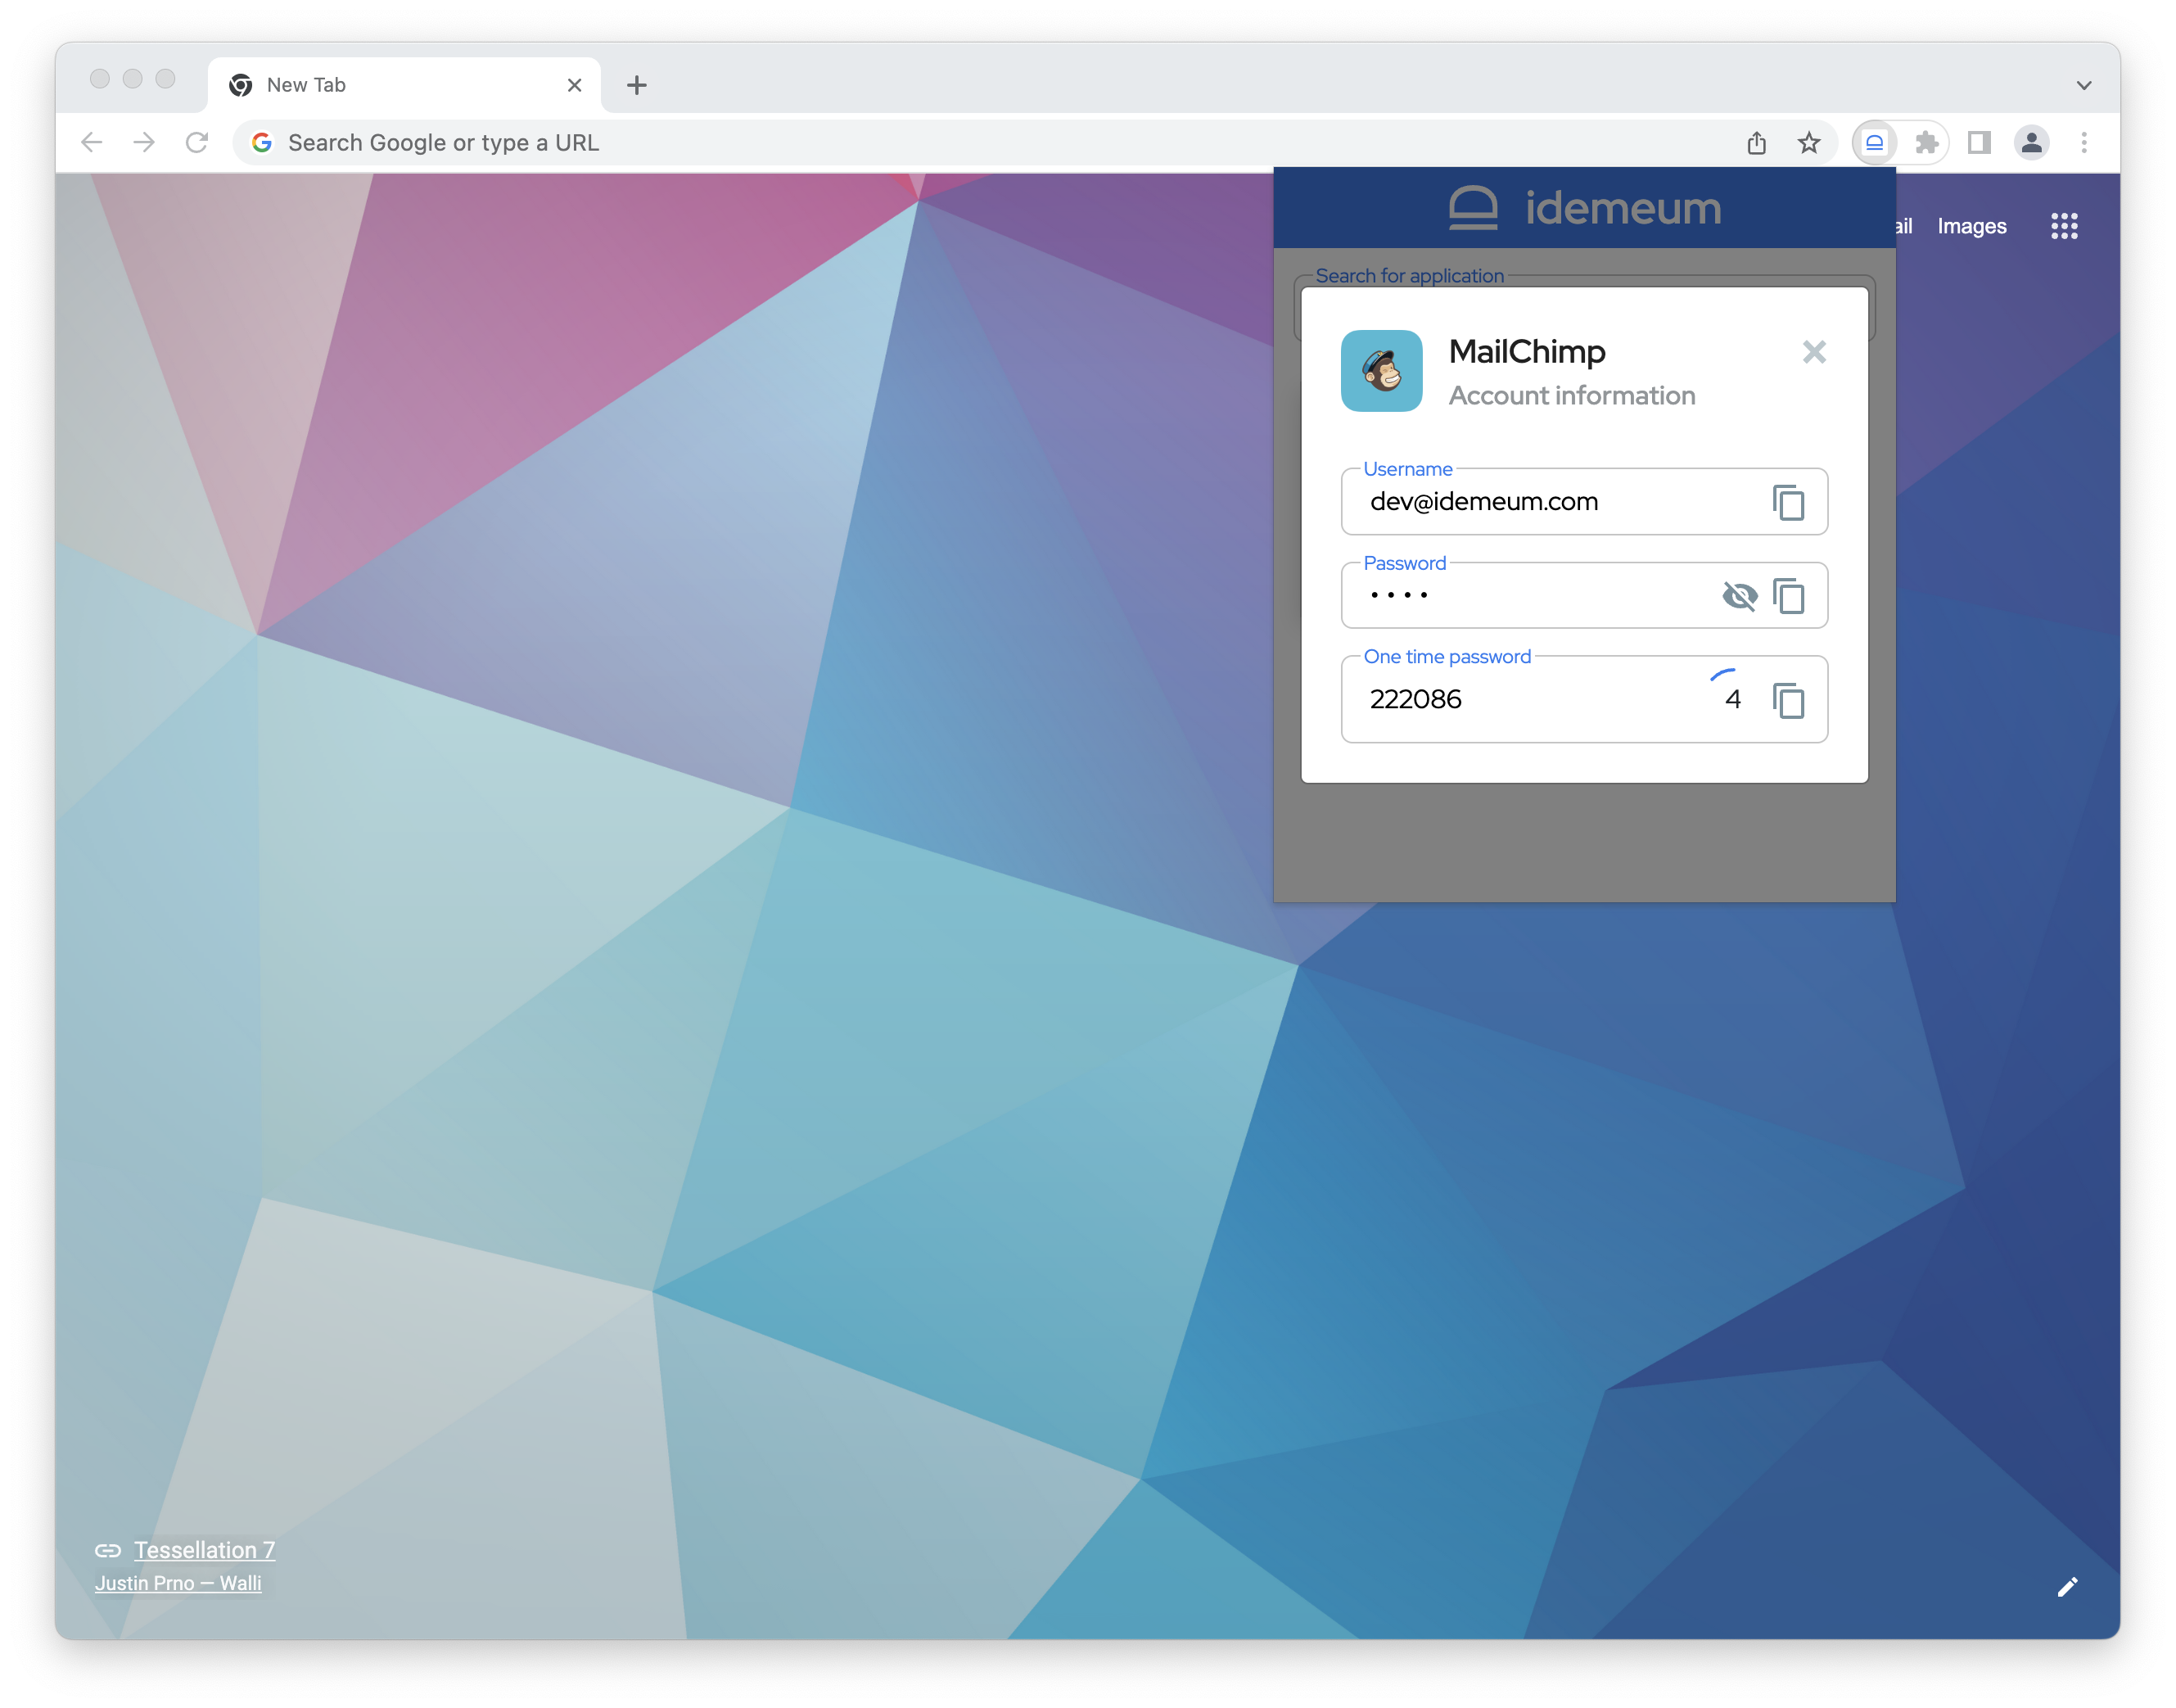 New Tab
Search Google or type a URL
idemeum
ail Images
Search for application
MailChimp
Account information
Username
dev@idemeum.com
Password
••••
One time password
222086 4
Tessellation 7
Justin Prno — Walli